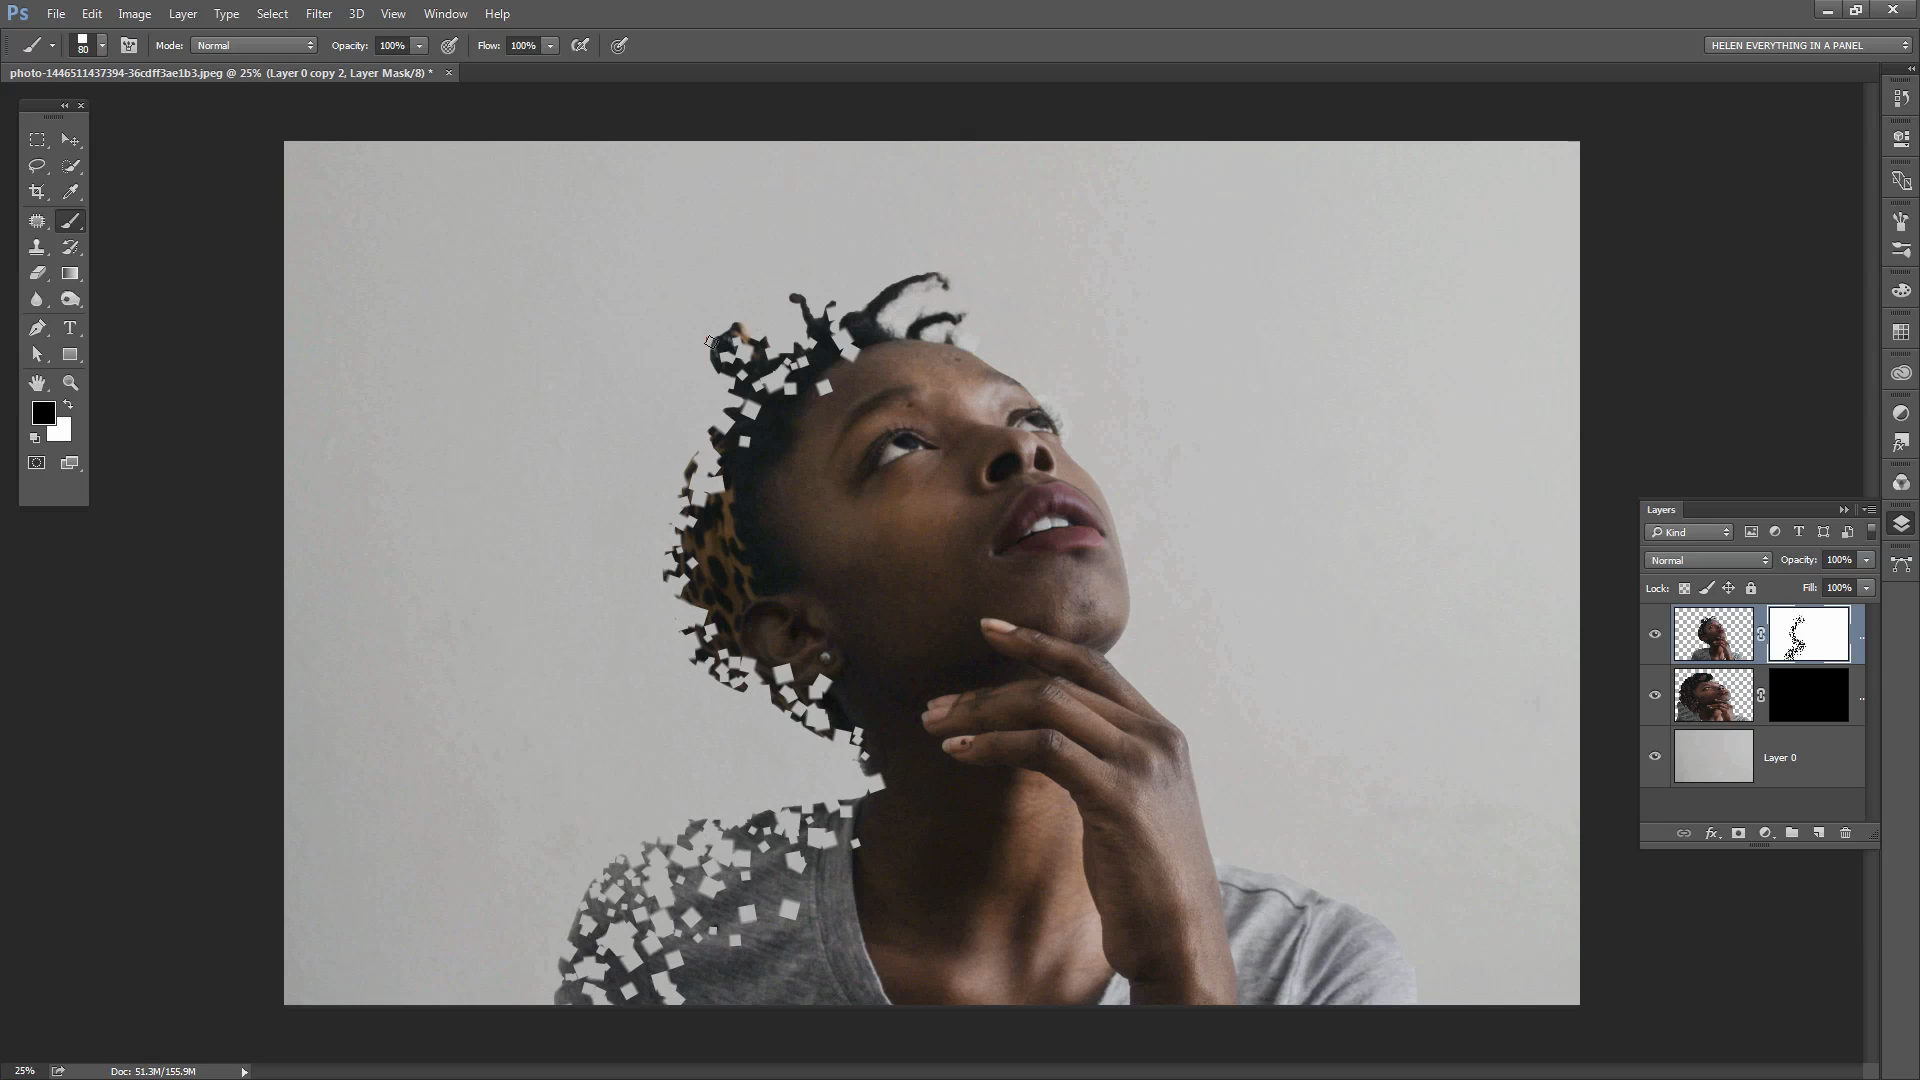 Ps File Edit Image Layer Type Select Filter 3D View Window Help
80 Mode: Normal Opacity: 100% Flow: 100% HELEN EVERYTHING IN A PANEL
photo-1446511437394-36cdff3ae1b3.jpeg @ 25% (Layer 0 copy 2, Layer Mask/8) *
T
Layers
Kind T
Normal Opacity: 100%
Lock: Fill: 100%
Layer 0
fx
25% Doc: 51.3M/155.9M